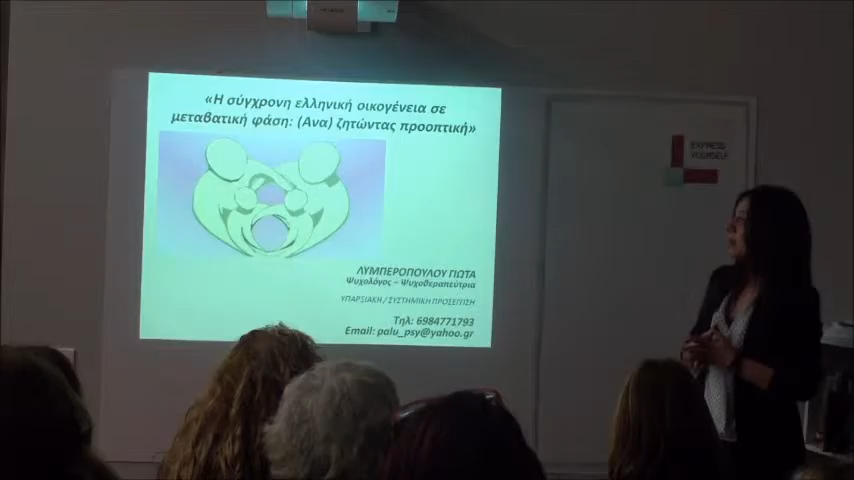 «Η σύγχρονη ελληνική οικογένεια σε
μεταβατική φάση: (Ανα) ζητώντας προοπτική»
ΛΥΜΠΕΡΟΠΟΥΛΟΥ ΓΙΩΤΑ
Ψυχολόγος – Ψυχοθεραπεύτρια
ΥΠΑΡΞΙΑΚΗ / ΣΥΣΤΗΜΙΚΗ ΠΡΟΣΕΓΓΙΣΗ
Τηλ: 6984771793
Email: palu_psy@yahoo.gr
EXPRESS
YOURSELF